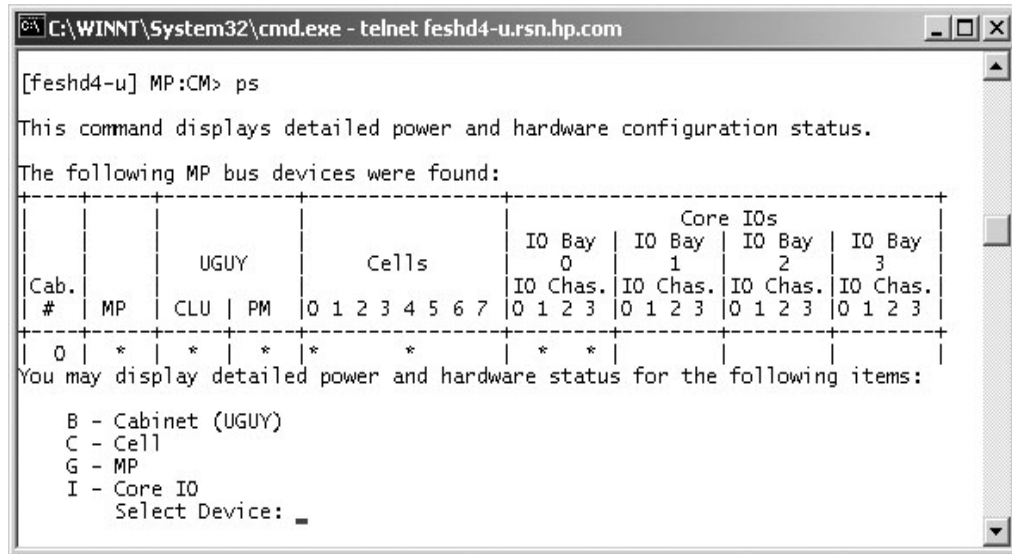 C:\WINNT\System32\cmd.exe - telnet feshd4-u.rsn.hp.com
[feshd4-u] MP:CM> ps
This command displays detailed power and hardware configuration status.
The following MP bus devices were found:
+----+-----+-----------+----------------+---------------------------------------+
|    |     |           |                |                Core IOs               |
|    |     |           |                | IO Bay  | IO Bay  | IO Bay  | IO Bay  |
|    |     |   UGUY    |     Cells      |    0    |    1    |    2    |    3    |
|Cab.|     |           |                |IO Chas.|IO Chas.|IO Chas.|IO Chas.|
| #  | MP  | CLU | PM  |0 1 2 3 4 5 6 7 |0 1 2 3 |0 1 2 3 |0 1 2 3 |0 1 2 3 |
+----+-----+-----+-----+----------------+---------+---------+---------+---------+
| 0  |  *  |  *  |  *  |*       *       |  *   * |         |         |         |
You may display detailed power and hardware status for the following items:
B - Cabinet (UGUY)
C - Cell
G - MP
I - Core IO
Select Device: _